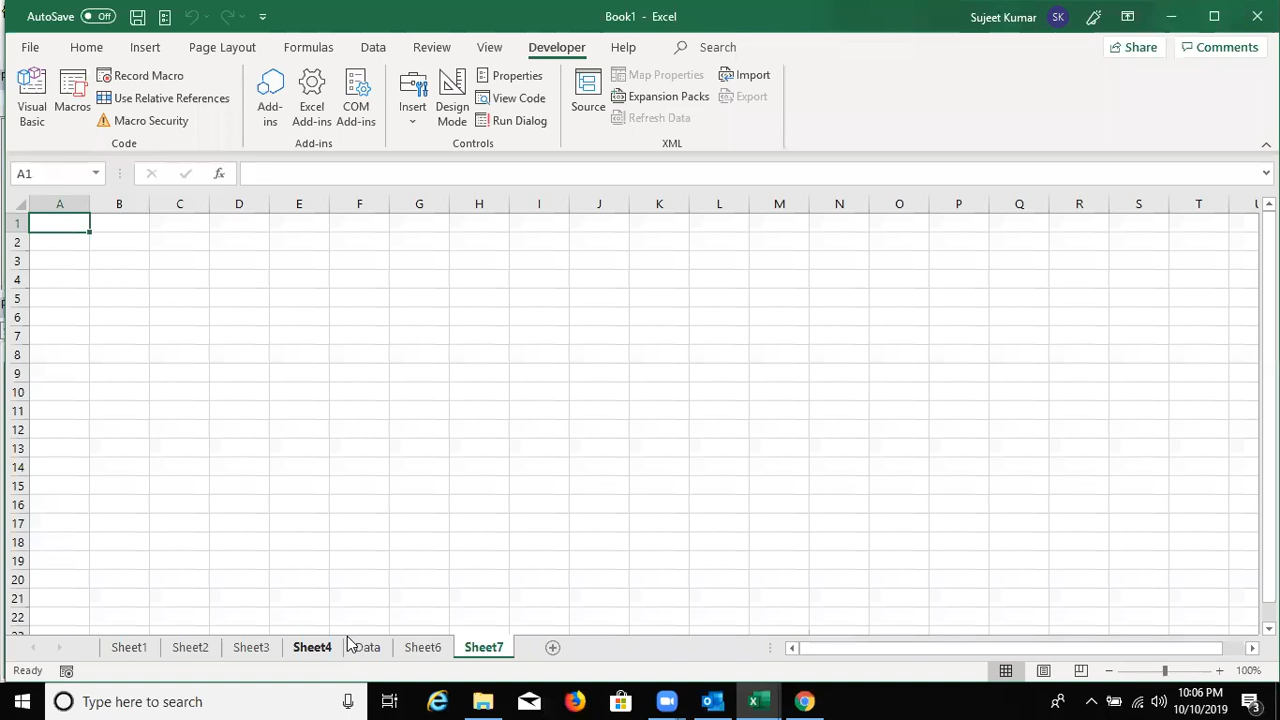 AutoSave Off Book1 - Excel Sujeet Kumar SK
File Home Insert Page Layout Formulas Data Review View Developer Help Search Share Comments
Visual Basic
Macros
Record Macro
Use Relative References
Macro Security
Code
Add-ins
Excel Add-ins
COM Add-ins
Add-ins
Insert
Design Mode
Properties
View Code
Run Dialog
Controls
Source
Map Properties
Expansion Packs
Refresh Data
Import
Export
XML
A1 fx
A B C D E F G H I J K L M N O P Q R S T
1
2
3
4
5
6
7
8
9
10
11
12
13
14
15
16
17
18
19
20
21
22
Sheet1 Sheet2 Sheet3 Sheet4 Data Sheet6 Sheet7
Ready 100%
Type here to search
10:06 PM
10/10/2019
3